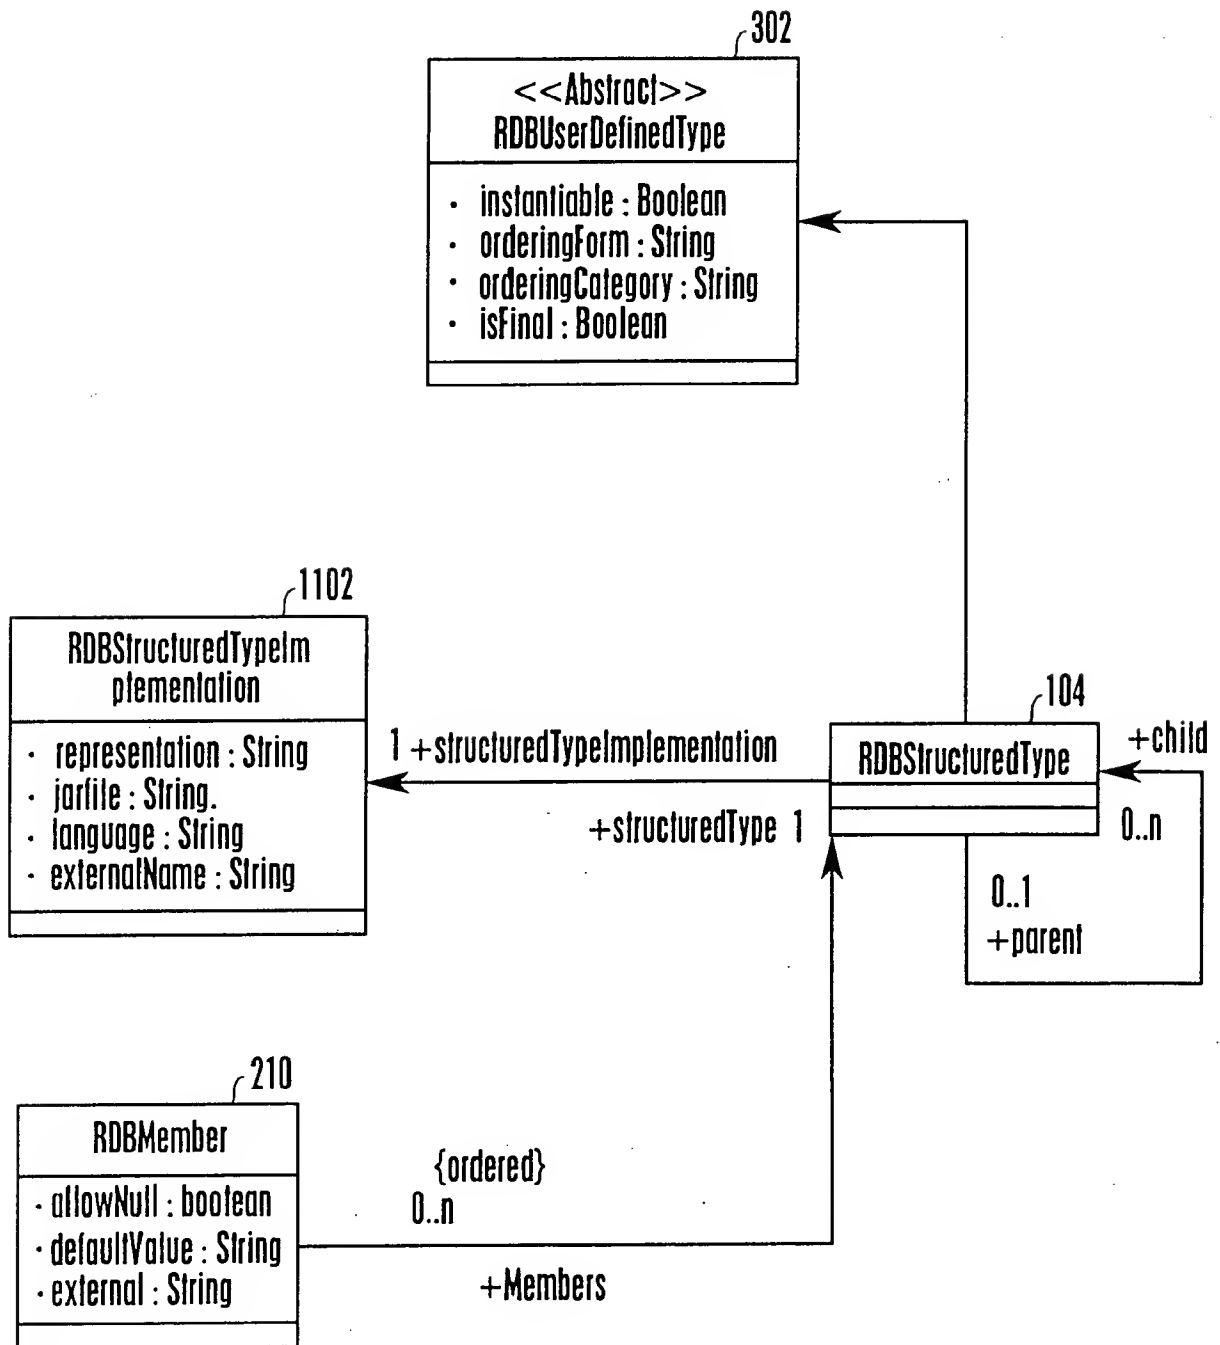 302
<<Abstract>>
RDBUserDefinedType
· instantiable : Boolean
· orderingForm : String
· orderingCategory : String
· isFinal : Boolean
1102
RDBStructuredTypeIm
plementation
· representation : String
· jarfile : String.
· language : String
· externalName : String
1 +structuredTypeImplementation
+structuredType 1
104
RDBStructuredType
+child
0..n
0..1
+parent
210
RDBMember
· allowNull : boolean
· defaultValue : String
· external : String
{ordered}
0..n
+Members